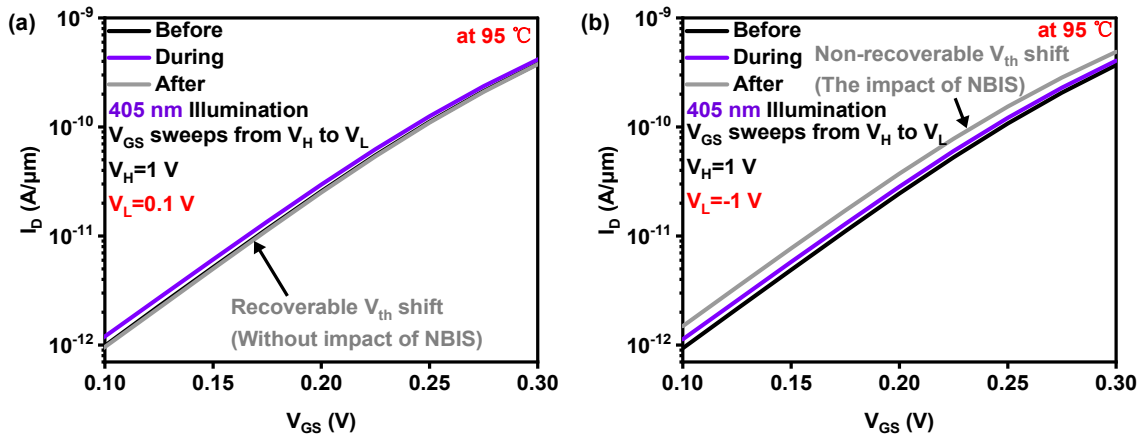 (a)
10⁻⁹
10⁻¹⁰
10⁻¹¹
10⁻¹²
I_D (A/μm)
Before
During
After
405 nm Illumination
V_GS sweeps from V_H to V_L
V_H=1 V
V_L=0.1 V
at 95 ℃
Recoverable V_th shift
(Without impact of NBIS)
0.10 0.15 0.20 0.25 0.30
V_GS (V)
(b)
10⁻⁹
10⁻¹⁰
10⁻¹¹
10⁻¹²
I_D (A/μm)
Before
During
After
405 nm Illumination
V_GS sweeps from V_H to V_L
V_H=1 V
V_L=-1 V
at 95 ℃
Non-recoverable V_th shift
(The impact of NBIS)
0.10 0.15 0.20 0.25 0.30
V_GS (V)